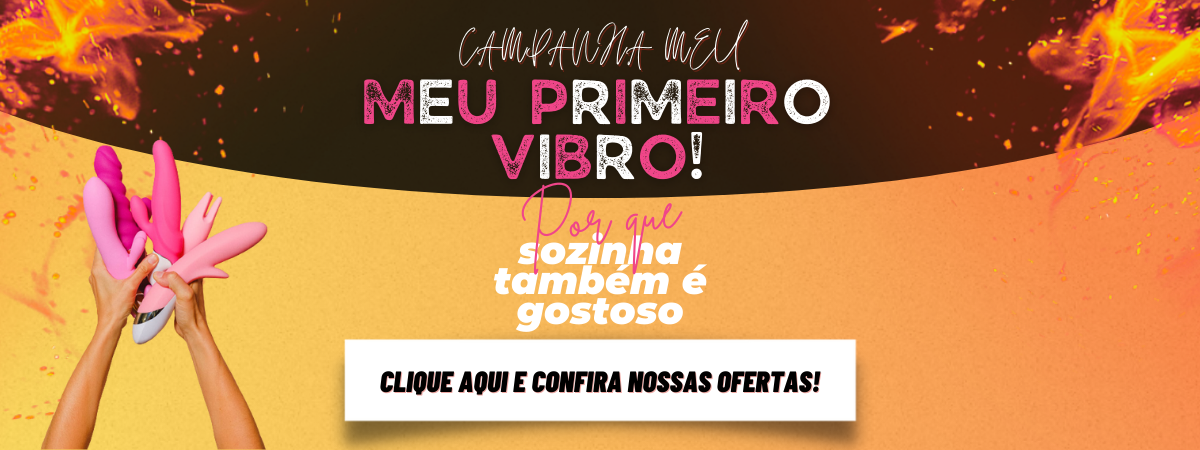 CAMPANHA MEU
MEU PRIMEIRO
VIBRO!
Por que
sozinha
também é
gostoso
CLIQUE AQUI E CONFIRA NOSSAS OFERTAS!